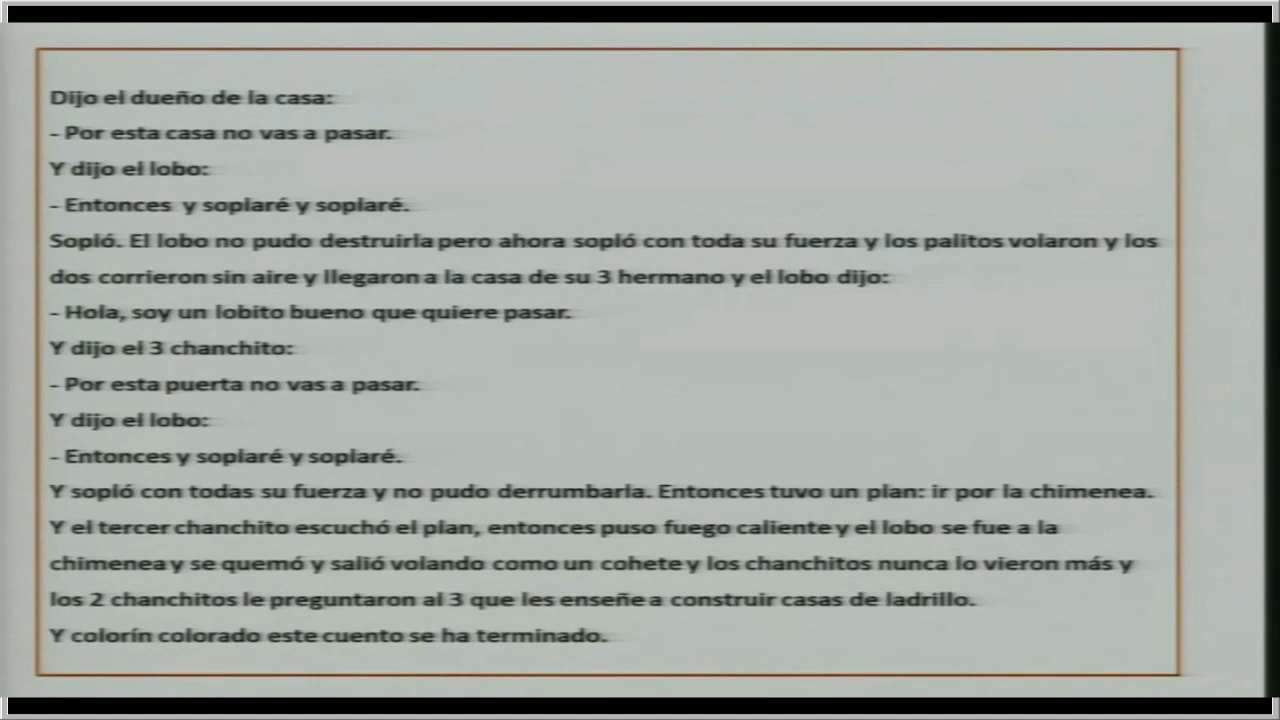 Dijo el dueño de la casa:
- Por esta casa no vas a pasar.
Y dijo el lobo:
- Entonces y soplaré y soplaré.
Sopló. El lobo no pudo destruirla pero ahora sopló con toda su fuerza y los palitos volaron y los
dos corrieron sin aire y llegaron a la casa de su 3 hermano y el lobo dijo:
- Hola, soy un lobito bueno que quiere pasar.
Y dijo el 3 chanchito:
- Por esta puerta no vas a pasar.
Y dijo el lobo:
- Entonces y soplaré y soplaré.
Y sopló con todas su fuerza y no pudo derrumbarla. Entonces tuvo un plan: ir por la chimenea.
Y el tercer chanchito escuchó el plan, entonces puso fuego caliente y el lobo se fue a la
chimenea y se quemó y salió volando como un cohete y los chanchitos nunca lo vieron más y
los 2 chanchitos le preguntaron al 3 que les enseñe a construir casas de ladrillo.
Y colorín colorado este cuento se ha terminado.